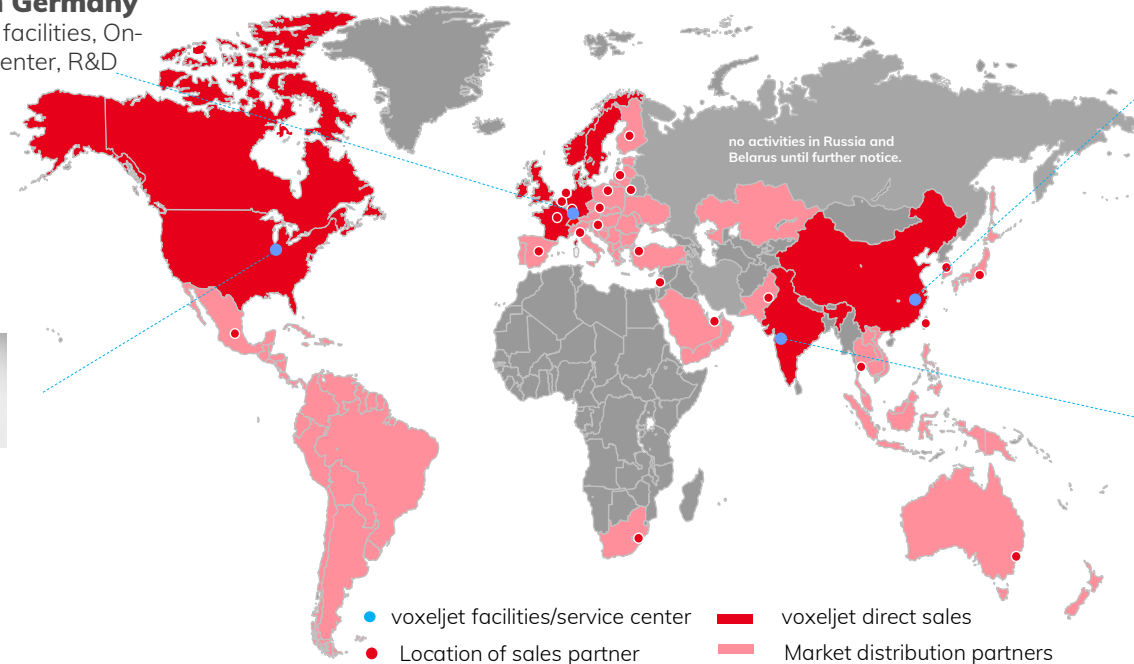 Germany
facilities, On-
enter, R&D
no activities in Russia and
Belarus until further notice.
voxeljet facilities/service center
voxeljet direct sales
Location of sales partner
Market distribution partners